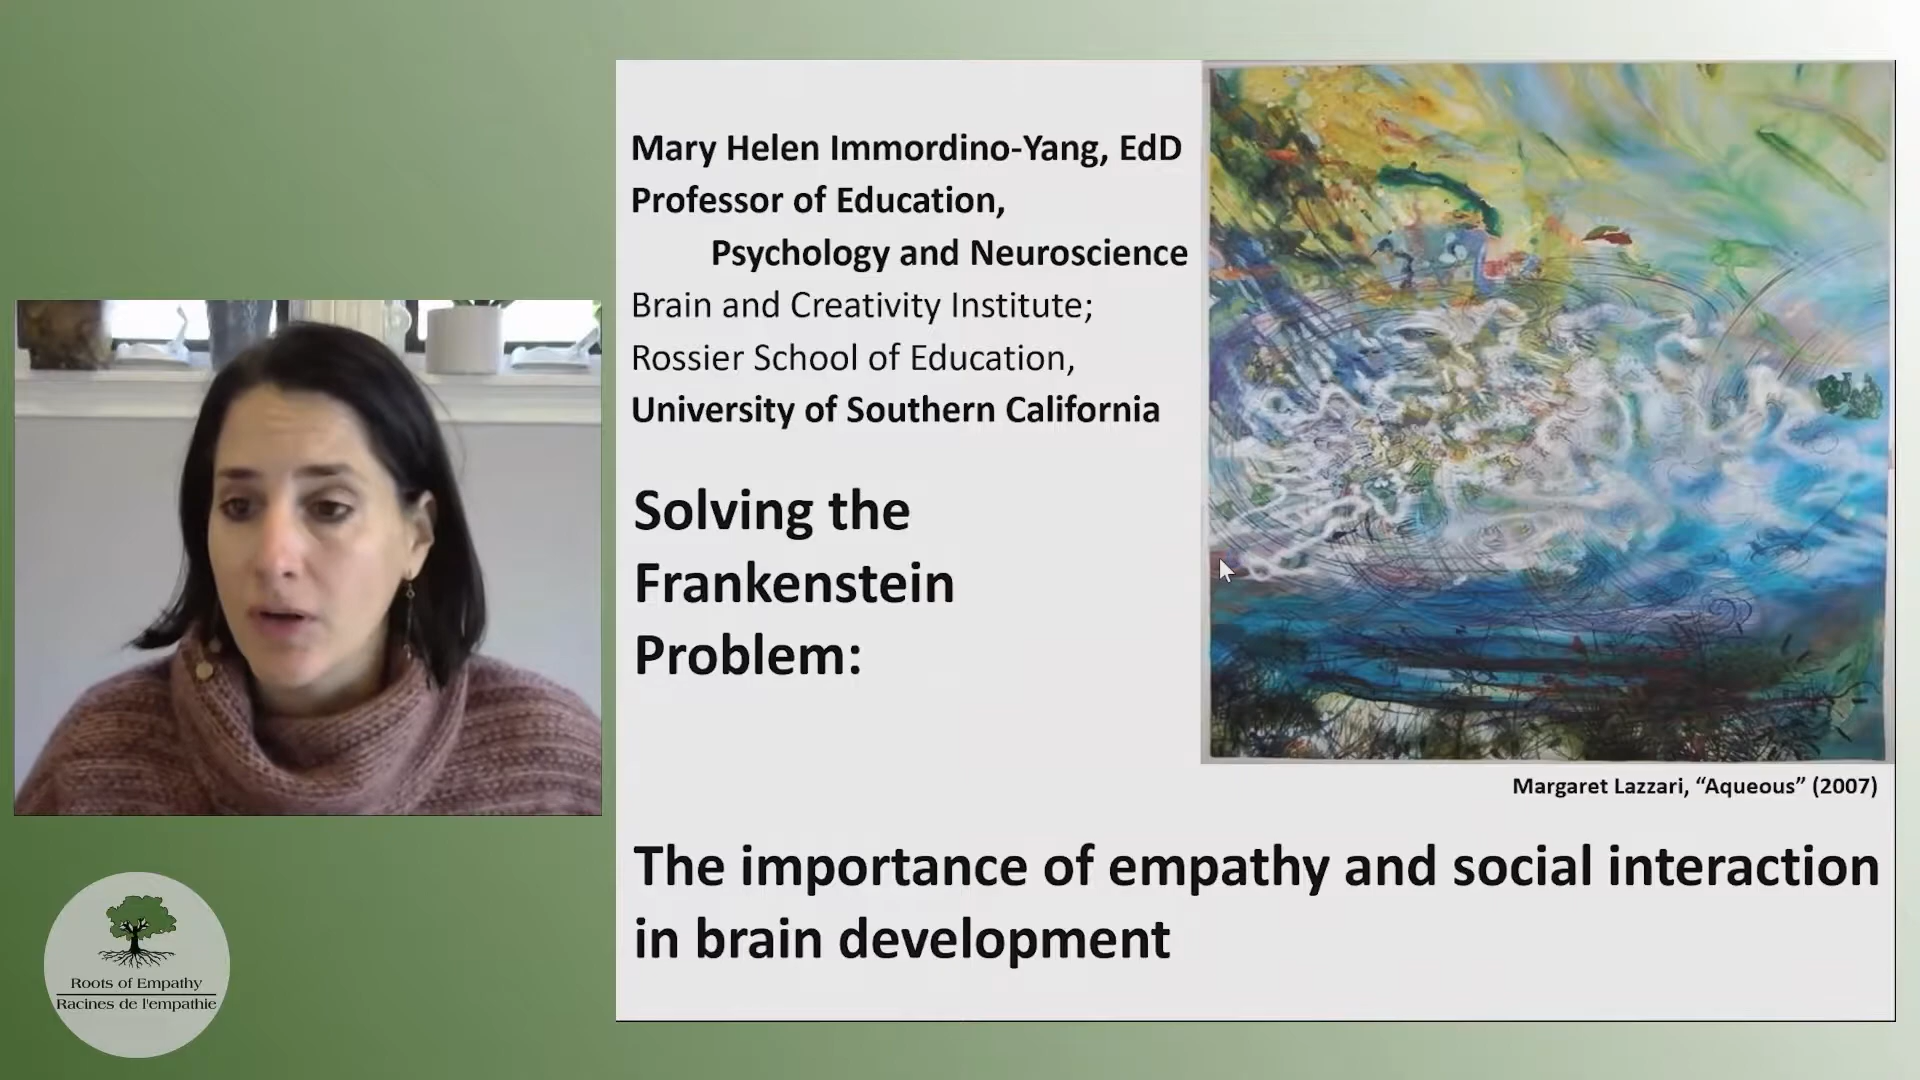 Mary Helen Immordino-Yang, EdD
Professor of Education,
Psychology and Neuroscience
Brain and Creativity Institute;
Rossier School of Education,
University of Southern California
Solving the
Frankenstein
Problem:
Margaret Lazzari, “Aqueous” (2007)
The importance of empathy and social interaction
in brain development
Roots of Empathy
Racines de l'empathie